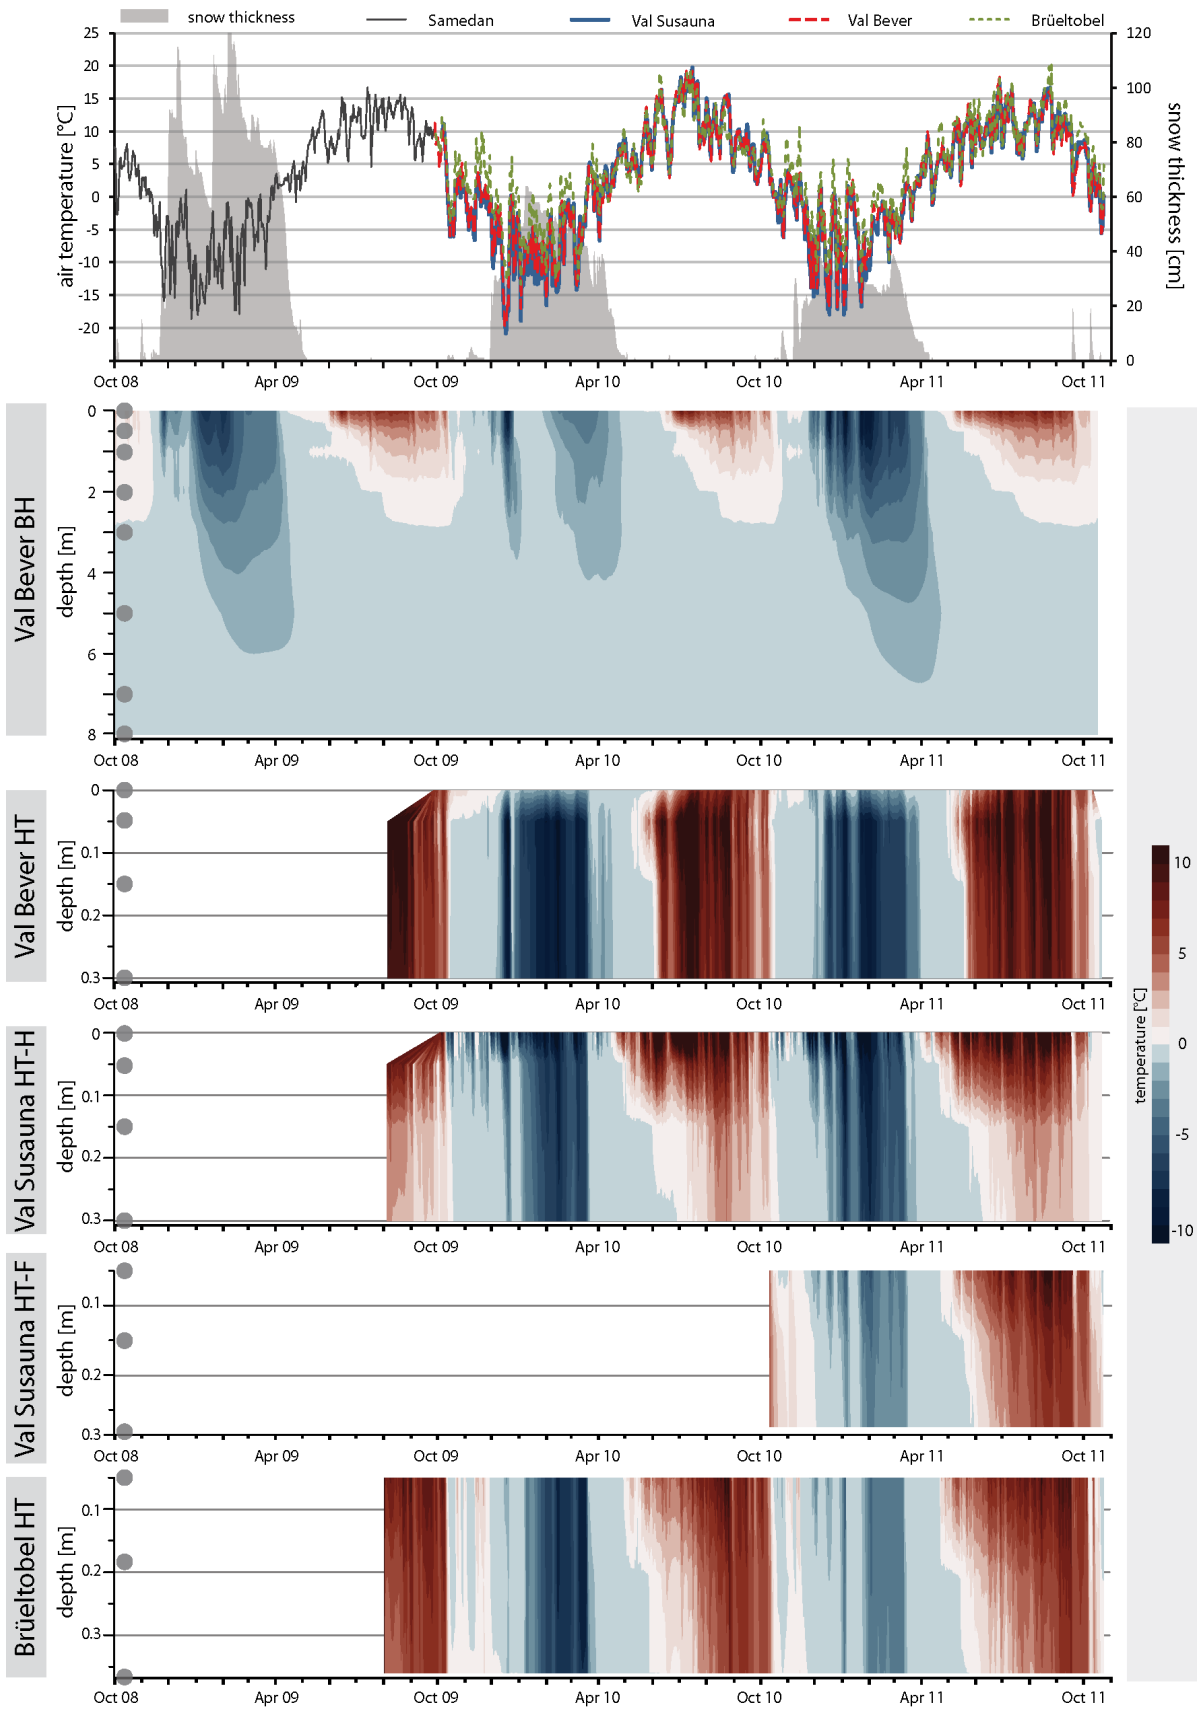 snow thickness Samedan Val Susauna Val Bever Brüeltobel
air temperature [°C]
25
20
15
10
5
0
-5
-10
-15
-20
120
100
80
60
40
20
0
snow thickness [cm]
Oct 08 Apr 09 Oct 09 Apr 10 Oct 10 Apr 11 Oct 11
Val Bever BH
depth [m]
0
2
4
6
8
Oct 08 Apr 09 Oct 09 Apr 10 Oct 10 Apr 11 Oct 11
Val Bever HT
depth [m]
0
0.1
0.2
0.3
Oct 08 Apr 09 Oct 09 Apr 10 Oct 10 Apr 11 Oct 11
Val Susauna HT-H
depth [m]
0
0.1
0.2
0.3
Oct 08 Apr 09 Oct 09 Apr 10 Oct 10 Apr 11 Oct 11
Val Susauna HT-F
depth [m]
0.1
0.2
0.3
Oct 08 Apr 09 Oct 09 Apr 10 Oct 10 Apr 11 Oct 11
Brüeltobel HT
depth [m]
0.1
0.2
0.3
Oct 08 Apr 09 Oct 09 Apr 10 Oct 10 Apr 11 Oct 11
temperature [°C]
10
5
0
-5
-10